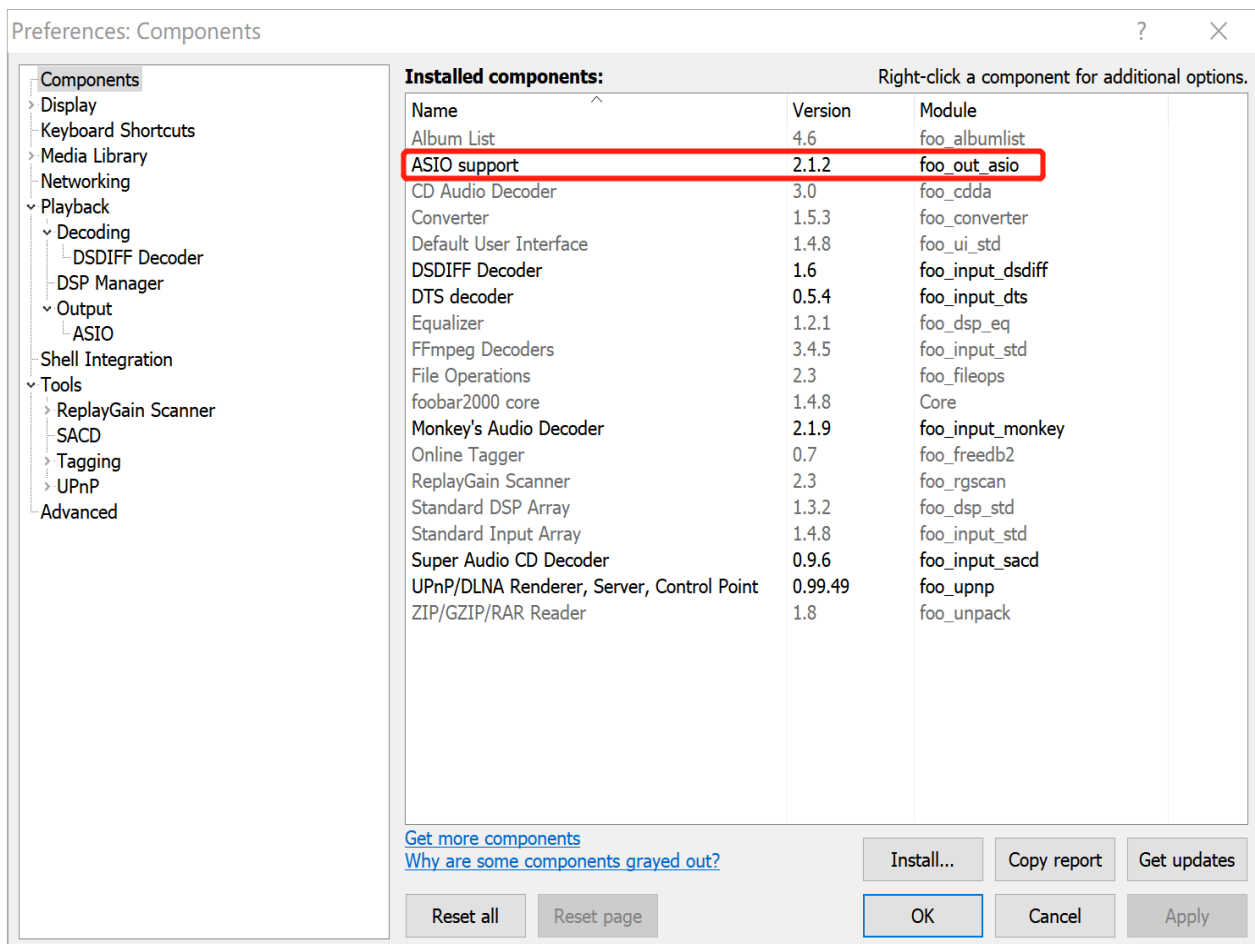 Preferences: Components
?
Components
Display
Keyboard Shortcuts
Media Library
Networking
Playback
Decoding
DSDIFF Decoder
DSP Manager
Output
ASIO
Shell Integration
Tools
ReplayGain Scanner
SACD
Tagging
UPnP
Advanced
Installed components: Right-click a component for additional options.
Name Version Module
Album List 4.6 foo_albumlist
ASIO support 2.1.2 foo_out_asio
CD Audio Decoder 3.0 foo_cdda
Converter 1.5.3 foo_converter
Default User Interface 1.4.8 foo_ui_std
DSDIFF Decoder 1.6 foo_input_dsdiff
DTS decoder 0.5.4 foo_input_dts
Equalizer 1.2.1 foo_dsp_eq
FFmpeg Decoders 3.4.5 foo_input_std
File Operations 2.3 foo_fileops
foobar2000 core 1.4.8 Core
Monkey's Audio Decoder 2.1.9 foo_input_monkey
Online Tagger 0.7 foo_freedb2
ReplayGain Scanner 2.3 foo_rgscan
Standard DSP Array 1.3.2 foo_dsp_std
Standard Input Array 1.4.8 foo_input_std
Super Audio CD Decoder 0.9.6 foo_input_sacd
UPnP/DLNA Renderer, Server, Control Point 0.99.49 foo_upnp
ZIP/GZIP/RAR Reader 1.8 foo_unpack
Get more components
Why are some components grayed out?
Install... Copy report Get updates
Reset all Reset page OK Cancel Apply